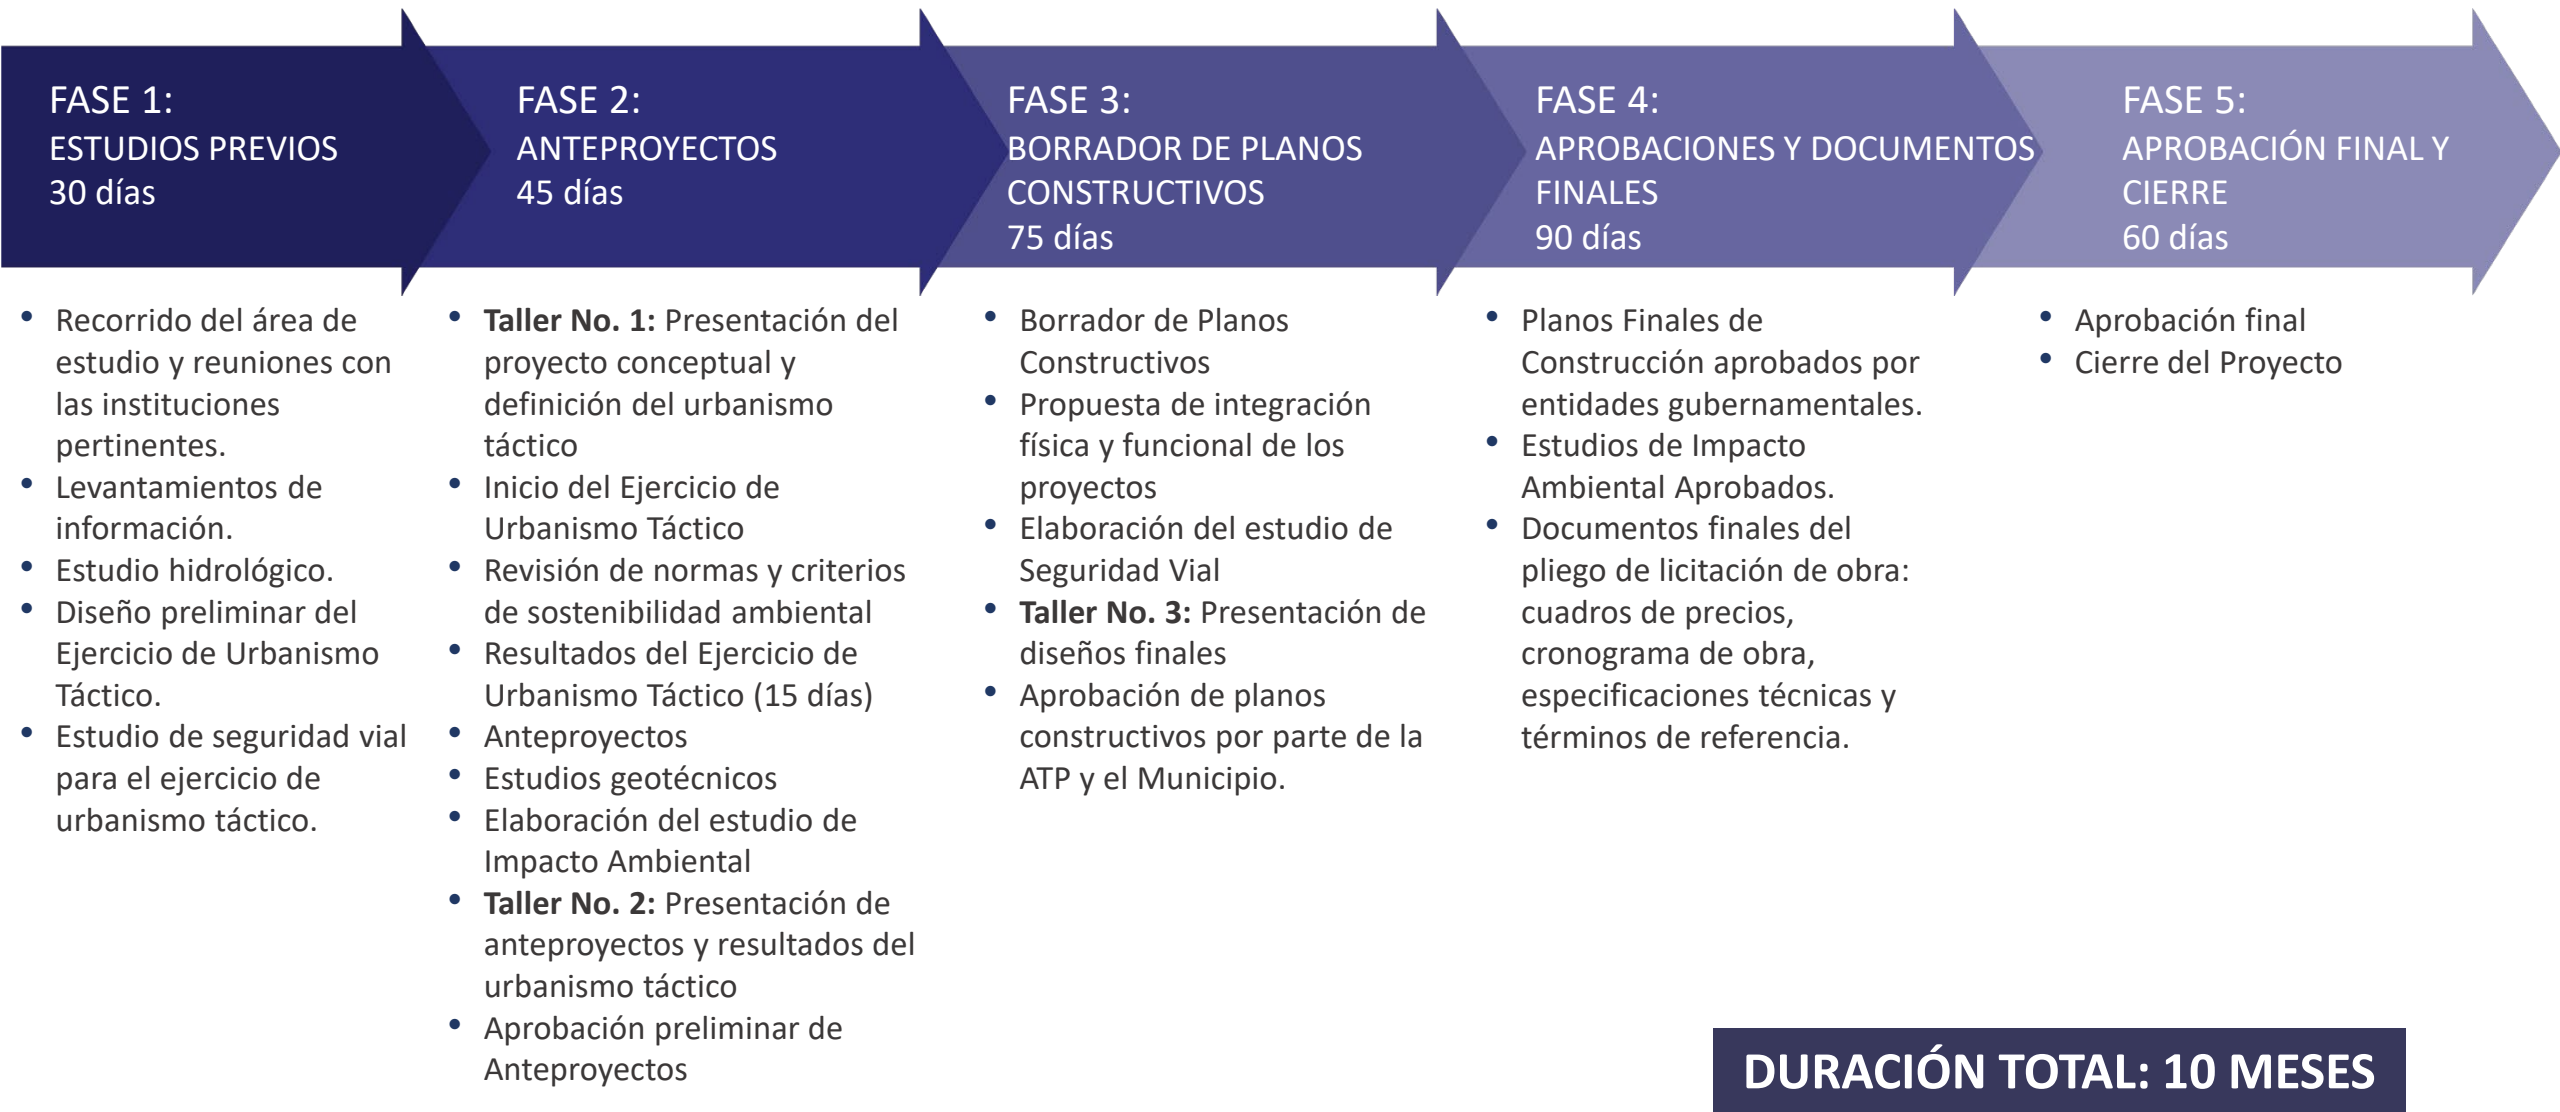 FASE 1:
ESTUDIOS PREVIOS
30 días
FASE 2:
ANTEPROYECTOS
45 días
FASE 3:
BORRADOR DE PLANOS
CONSTRUCTIVOS
75 días
FASE 4:
APROBACIONES Y DOCUMENTOS
FINALES
90 días
FASE 5:
APROBACIÓN FINAL Y
CIERRE
60 días
• Recorrido del área de
estudio y reuniones con
las instituciones
pertinentes.
• Levantamientos de
información.
• Estudio hidrológico.
• Diseño preliminar del
Ejercicio de Urbanismo
Táctico.
• Estudio de seguridad vial
para el ejercicio de
urbanismo táctico.
• Taller No. 1: Presentación del
proyecto conceptual y
definición del urbanismo
táctico
• Inicio del Ejercicio de
Urbanismo Táctico
• Revisión de normas y criterios
de sostenibilidad ambiental
• Resultados del Ejercicio de
Urbanismo Táctico (15 días)
• Anteproyectos
• Estudios geotécnicos
• Elaboración del estudio de
Impacto Ambiental
• Taller No. 2: Presentación de
anteproyectos y resultados del
urbanismo táctico
• Aprobación preliminar de
Anteproyectos
• Borrador de Planos
Constructivos
• Propuesta de integración
física y funcional de los
proyectos
• Elaboración del estudio de
Seguridad Vial
• Taller No. 3: Presentación de
diseños finales
• Aprobación de planos
constructivos por parte de la
ATP y el Municipio.
• Planos Finales de
Construcción aprobados por
entidades gubernamentales.
• Estudios de Impacto
Ambiental Aprobados.
• Documentos finales del
pliego de licitación de obra:
cuadros de precios,
cronograma de obra,
especificaciones técnicas y
términos de referencia.
• Aprobación final
• Cierre del Proyecto
DURACIÓN TOTAL: 10 MESES